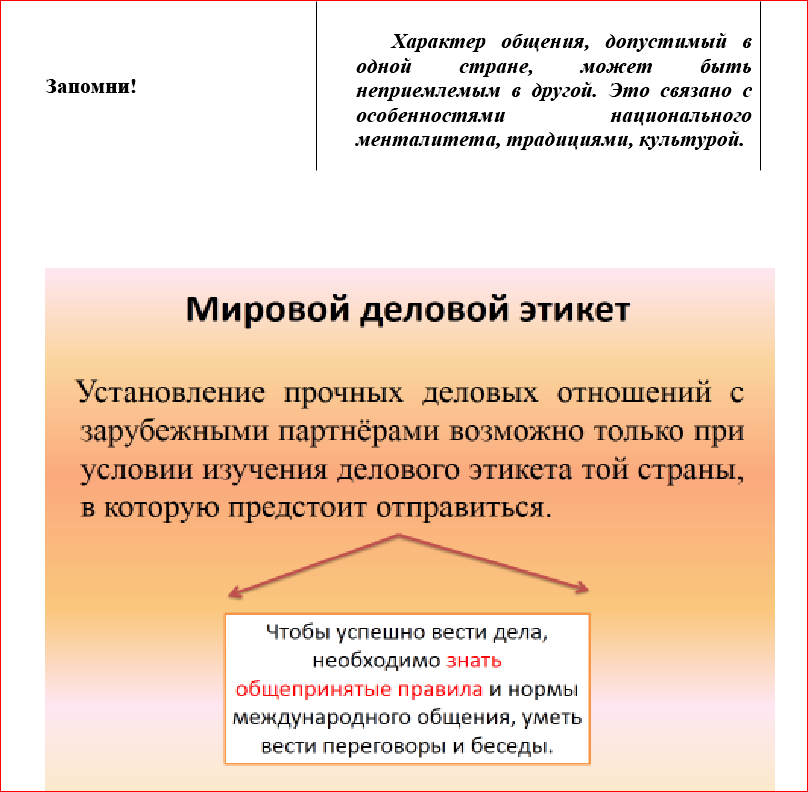 Запомни!
Характер общения, допустимый в
одной стране, может быть
неприемлемым в другой. Это связано с
особенностями национального
менталитета, традициями, культурой.
Мировой деловой этикет
Установление прочных деловых отношений с
зарубежными партнёрами возможно только при
условии изучения делового этикета той страны,
в которую предстоит отправиться.
Чтобы успешно вести дела,
необходимо знать
общепринятые правила и нормы
международного общения, уметь
вести переговоры и беседы.